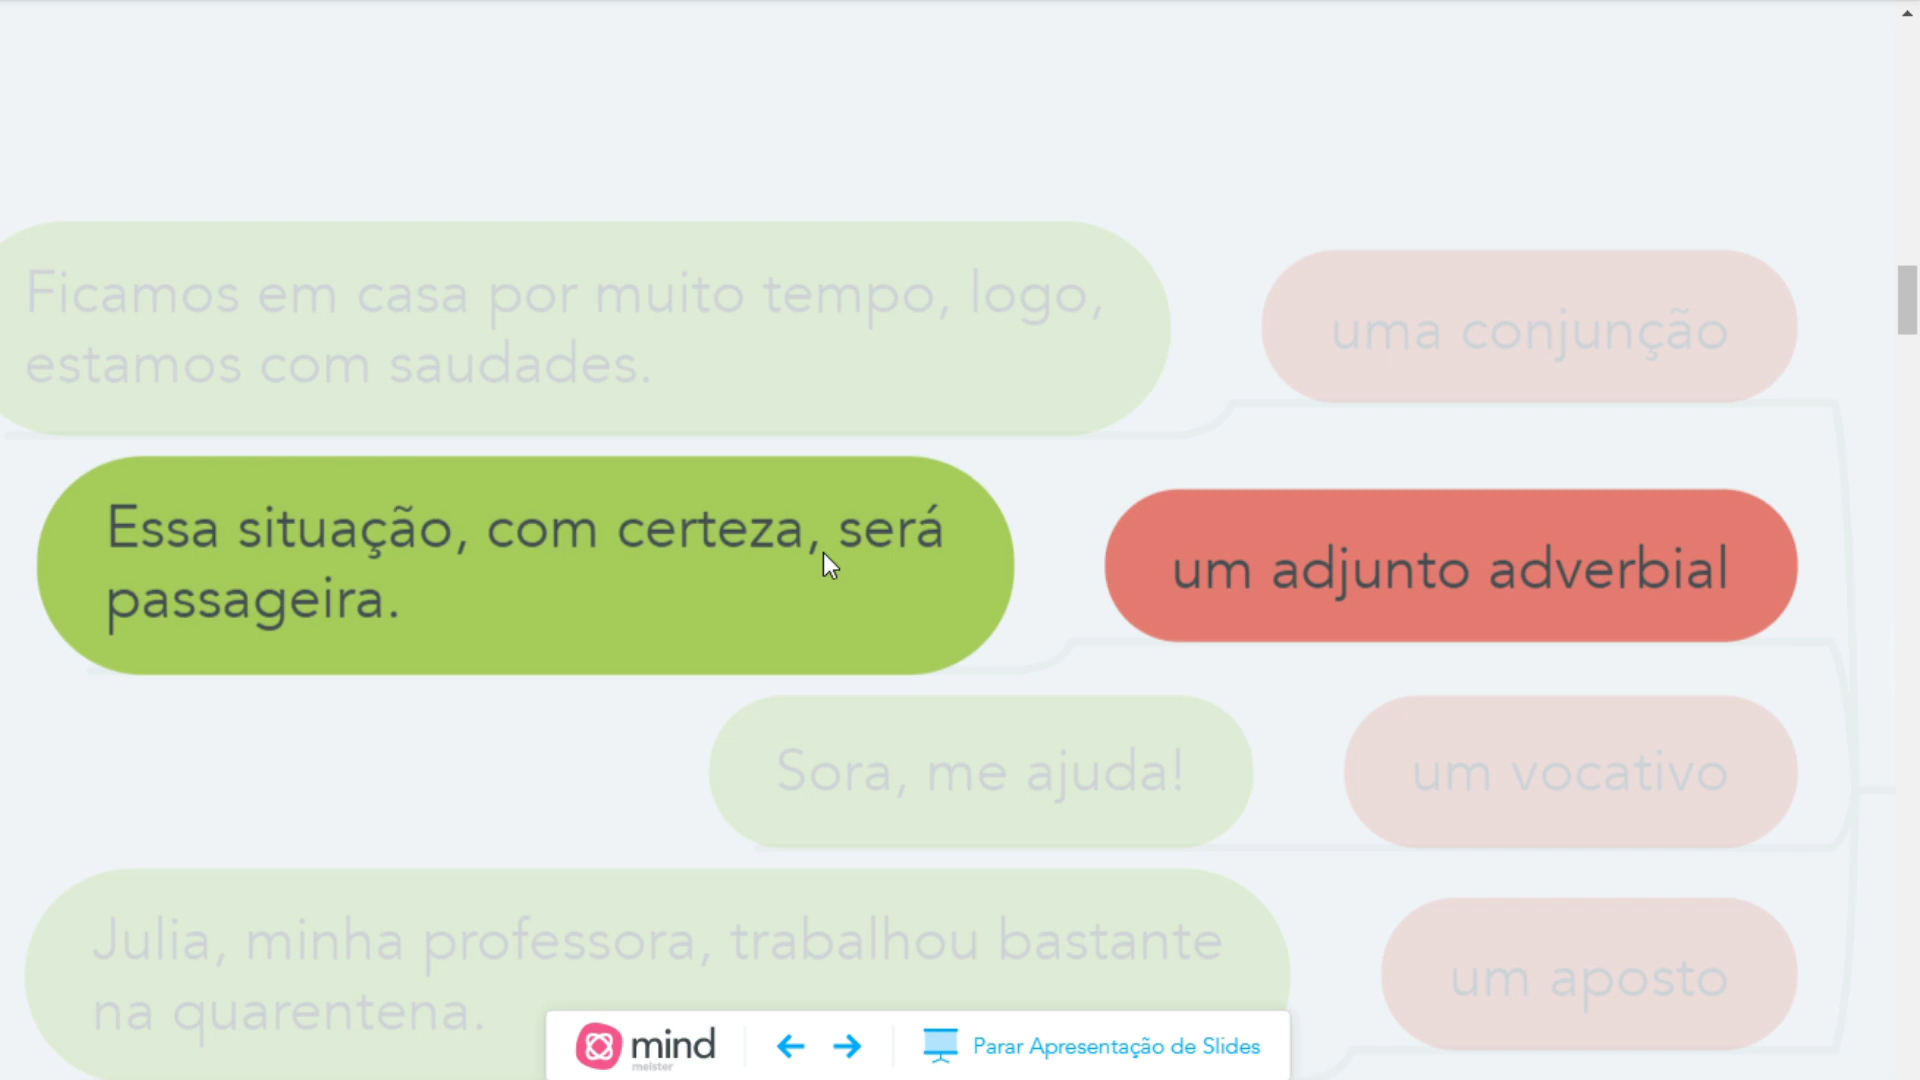 Ficamos em casa por muito tempo, logo,
estamos com saudades.
uma conjunção
Essa situação, com certeza, será
passageira.
um adjunto adverbial
Sora, me ajuda!
um vocativo
Julia, minha professora, trabalhou bastante
na quarentena.
um aposto
mind
meister
Parar Apresentação de Slides